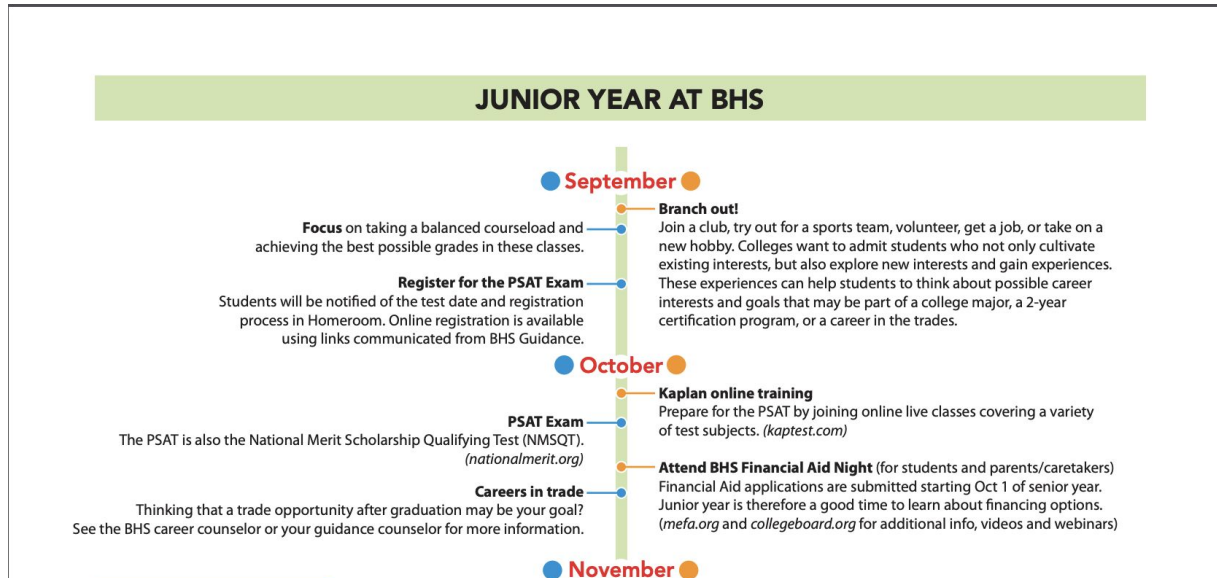 JUNIOR YEAR AT BHS
September
Focus on taking a balanced courseload and
achieving the best possible grades in these classes.
Register for the PSAT Exam
Students will be notified of the test date and registration
process in Homeroom. Online registration is available
using links communicated from BHS Guidance.
Branch out!
Join a club, try out for a sports team, volunteer, get a job, or take on a
new hobby. Colleges want to admit students who not only cultivate
existing interests, but also explore new interests and gain experiences.
These experiences can help students to think about possible career
interests and goals that may be part of a college major, a 2-year
certification program, or a career in the trades.
October
PSAT Exam
The PSAT is also the National Merit Scholarship Qualifying Test (NMSQT).
(nationalmerit.org)
Careers in trade
Thinking that a trade opportunity after graduation may be your goal?
See the BHS career counselor or your guidance counselor for more information.
Kaplan online training
Prepare for the PSAT by joining online live classes covering a variety
of test subjects. (kaptest.com)
Attend BHS Financial Aid Night (for students and parents/caretakers)
Financial Aid applications are submitted starting Oct 1 of senior year.
Junior year is therefore a good time to learn about financing options.
(mefa.org and collegeboard.org for additional info, videos and webinars)
November